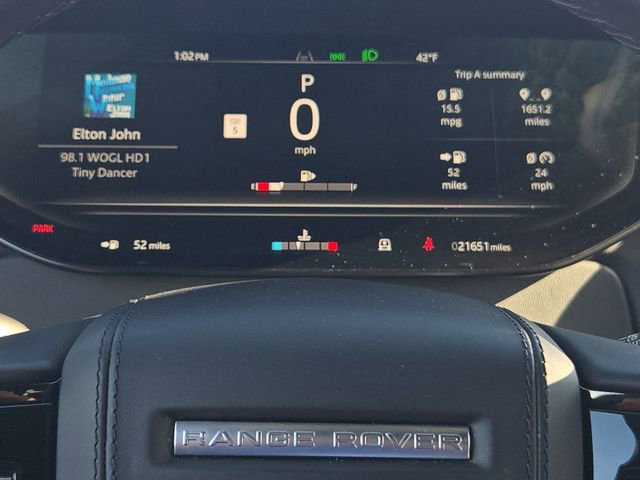 1:02 PM
42°F
Elton John
98.1 WOGL HD1
Tiny Dancer
5
P
0
mph
Trip A summary
15.5
mpg
1651.2
miles
52
miles
24
mph
PARK
52 miles
021651 miles
RANGE ROVER